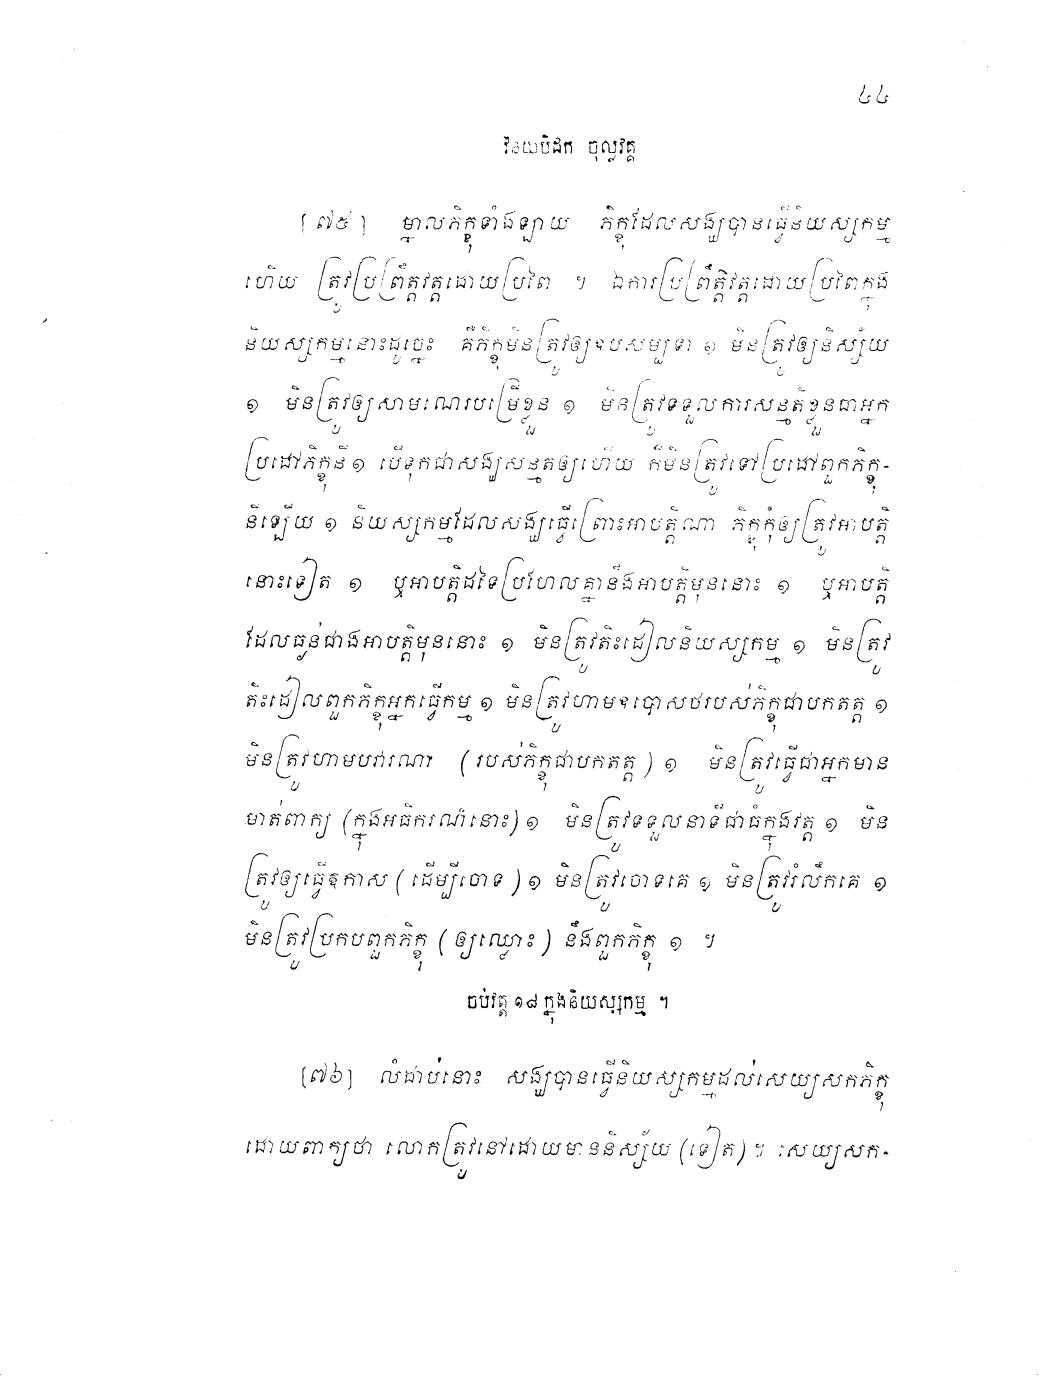 ៤៤
វិនយបិដក ចុល្លវគ្គ
[៧៥] ម្នាលភិក្ខុទាំងឡាយ ភិក្ខុដែលសង្ឃបានធ្វើនិយស្សកម្ម
ហើយ ត្រូវប្រព្រឹត្តវត្តដោយប្រពៃ ។ ឯការប្រព្រឹត្តិវត្តដោយប្រពៃក្នុង
និយស្សកម្មនោះដូច្នេះ គឺភិក្ខុមិនត្រូវឲ្យឧបសម្បទា ១ មិនត្រូវឲ្យនិស្ស័យ
១ មិនត្រូវឲ្យសាមណេរបម្រើខ្លួន ១ មិនត្រូវទទួលការសន្មតិខ្លួនជាអ្នក
ប្រដៅភិក្ខុនី ១ បើទុកជាសង្ឃសន្មតឲ្យហើយ ក៏មិនត្រូវទៅប្រដៅពួកភិក្ខុ-
នីឡើយ ១ និយស្សកម្មដែលសង្ឃធ្វើព្រោះអាបត្តិណា ភិក្ខុកុំឲ្យត្រូវអាបត្តិ
នោះទៀត ១ ឬអាបត្តិដទៃប្រហែលគ្នានឹងអាបត្តិមុននោះ ១ ឬអាបត្តិ
ដែលធ្ងន់ជាងអាបត្តិមុននោះ ១ មិនត្រូវតិះដៀលនិយស្សកម្ម ១ មិនត្រូវ
តិះដៀលពួកភិក្ខុអ្នកធ្វើកម្ម ១ មិនត្រូវហាមឧបោសថរបស់ភិក្ខុជាបកតត្ត ១
មិនត្រូវហាមបវារណា (របស់ភិក្ខុជាបកតត្ត) ១ មិនត្រូវធ្វើជាអ្នកមាន
មាត់ពាក្យ (ក្នុងអធិករណ៍នោះ) ១ មិនត្រូវទទួលនាទីជាធំក្នុងវត្ត ១ មិន
ត្រូវឲ្យធ្វើឱកាស (ដើម្បីចោទ) ១ មិនត្រូវចោទគេ ១ មិនត្រូវរំលឹកគេ ១
មិនត្រូវប្រកបពួកភិក្ខុ (ឲ្យឈ្លោះ) នឹងពួកភិក្ខុ ១ ។
ចប់វត្ត ១៨ ក្នុងនិយស្សកម្ម ។
[៧៦] លំដាប់នោះ សង្ឃបានធ្វើនិយស្សកម្មដល់សេយ្យសកភិក្ខុ
ដោយពាក្យថា លោកត្រូវនៅដោយមាននិស្ស័យ (ទៀត) ។ សេយ្យសក-